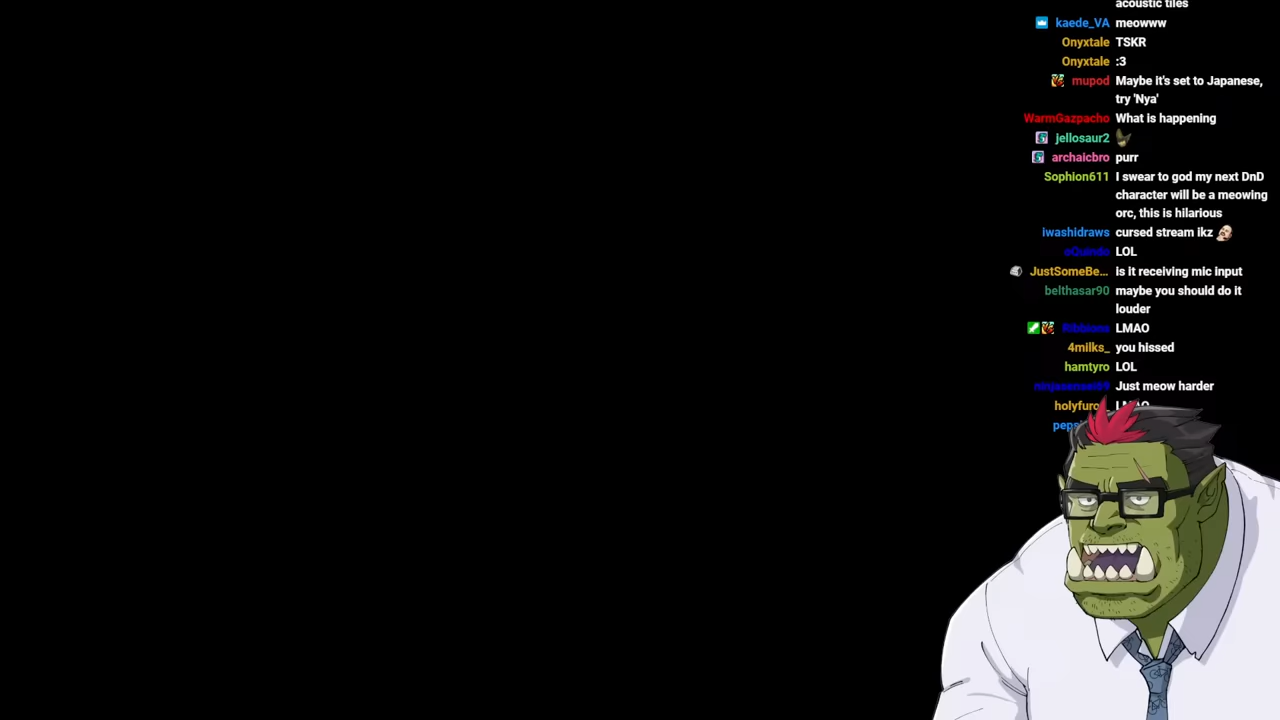 acoustic tiles
kaede_VA meowww
Onyxtale TSKR
Onyxtale :3
mupod Maybe it's set to Japanese,
try 'Nya'
WarmGazpacho What is happening
jellosaur2
archaicbro purr
Sophion611 I swear to god my next DnD
character will be a meowing
orc, this is hilarious
iwashidraws cursed stream ikz
LOL
JustSomeBe... is it receiving mic input
belthasar90 maybe you should do it
louder
LMAO
4milks_ you hissed
hamtyro LOL
Just meow harder
LMAO